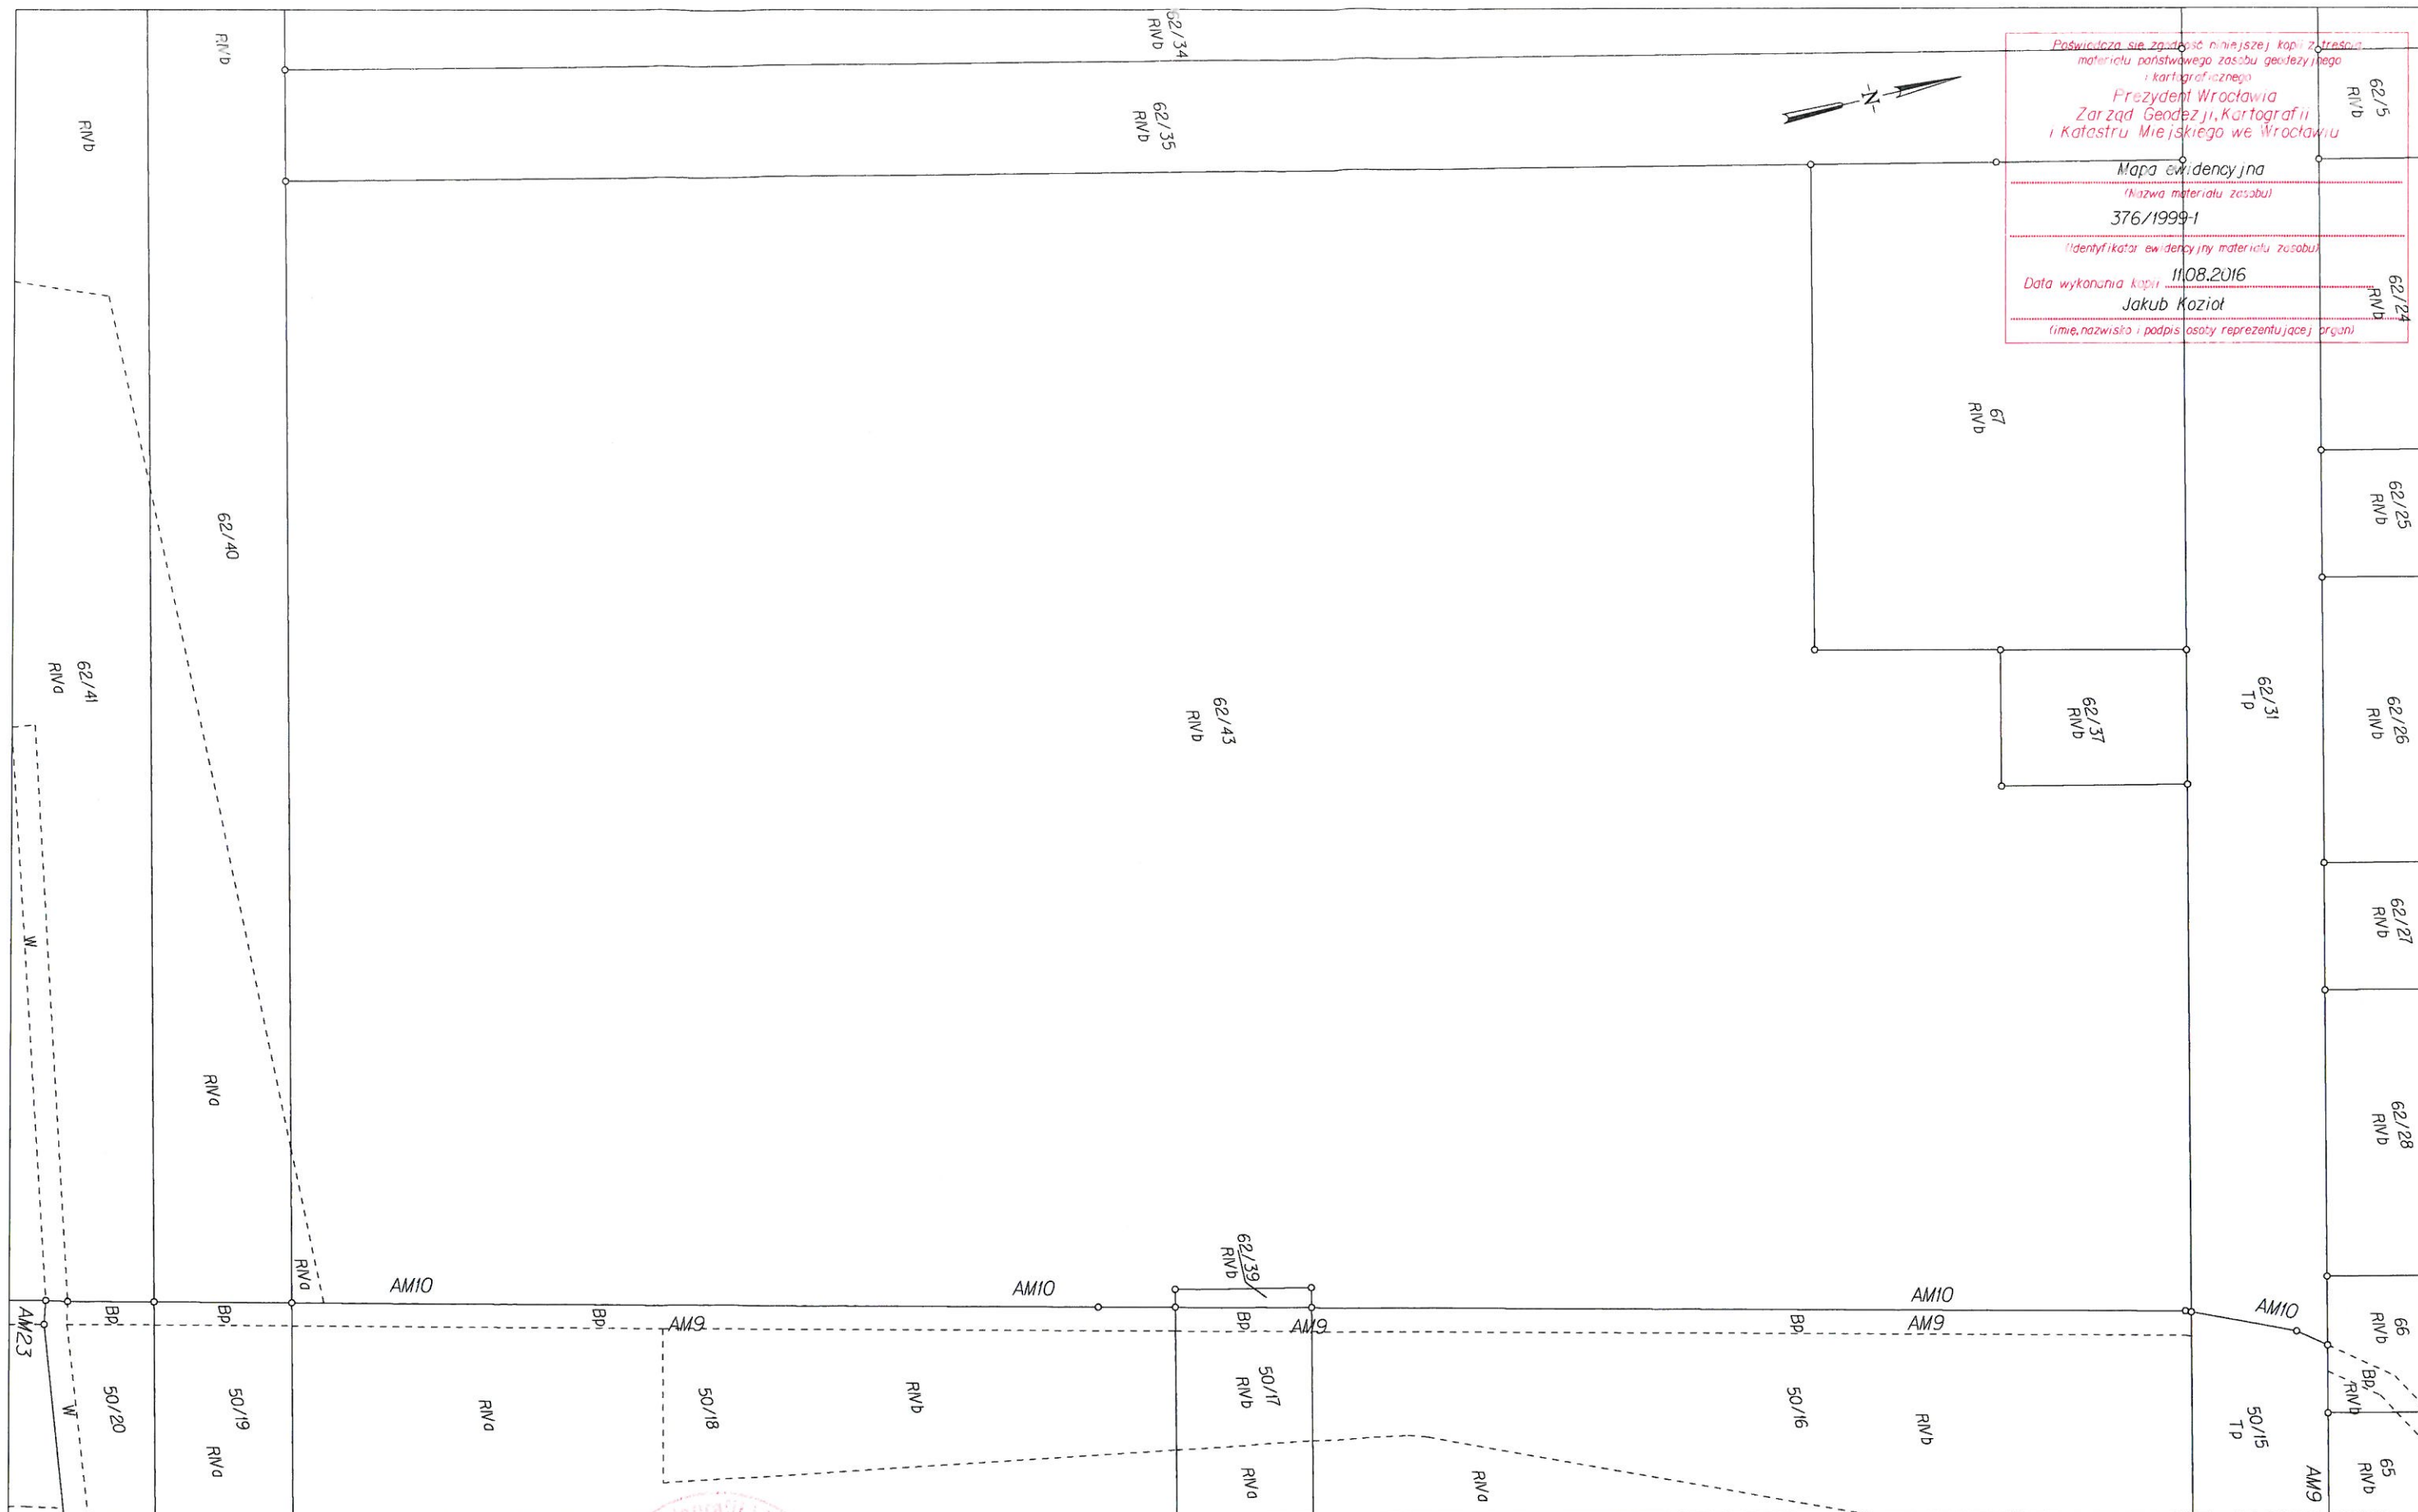 62/34
RIVb
RIVb
Poświadcza się zgodność niniejszej kopii z treścią
materiału państwowego zasobu geodezyjnego
i kartograficznego
Prezydent Wrocławia
Zarząd Geodezji, Kartografii
i Katastru Miejskiego we Wrocławiu
Mapa ewidencyjna
(Nazwa materiału zasobu)
376/1999-1
(Identyfikator ewidencyjny materiału zasobu)
Data wykonania kopii 11.08.2016
Jakub Kozioł
(imię, nazwisko i podpis osoby reprezentującej organ)
62/5
RIVb
RIVb
62/35
RIVb
-N-
62/24
RIVb
67
RIVb
62/25
RIVb
62/40
62/41
RIVa
62/43
RIVb
62/37
RIVb
62/31
Tp
62/26
RIVb
W
62/27
RIVb
RIVa
62/28
RIVb
62/39
RIVb
RIVa
AM10
AM10
AM10
AM10
AM23
Bp
Bp
Bp
AM9
Bp
AM9
Bp
AM9
66
RIVb
Bp
RIVb
W
50/20
50/19
RIVa
RIVa
50/18
RIVb
50/17
RIVb
RIVa
RIVa
50/16
RIVb
50/15
Tp
AM9
65
RIVb